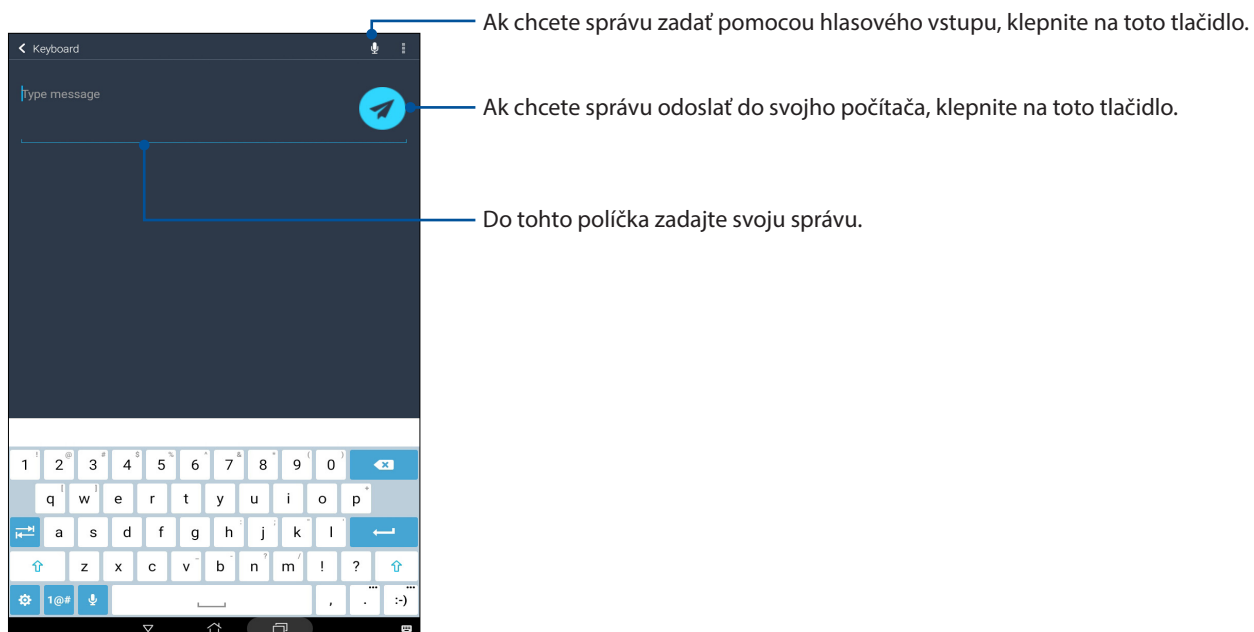 Ak chcete správu zadať pomocou hlasového vstupu, klepnite na toto tlačidlo.
Keyboard
Type message
Ak chcete správu odoslať do svojho počítača, klepnite na toto tlačidlo.
Do tohto políčka zadajte svoju správu.
1 ! 2 @ 3 # 4 $ 5 % 6 ^ 7 & 8 * 9 ( 0 )
q [ w ] e r t y u i o p +
a s d f g h : j ; k " l '
z x c v _ b - n ? m / ! ?
1@# , . :-)